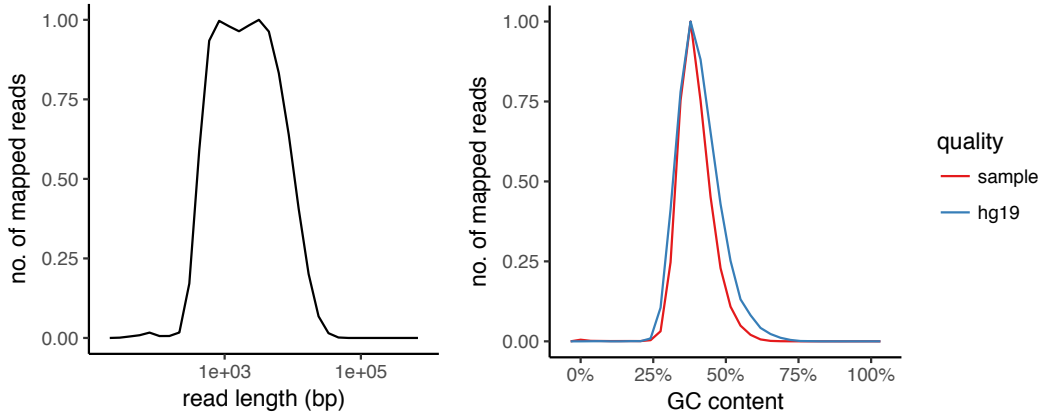 no. of mapped reads
1.00
0.75
0.50
0.25
0.00
1e+03 1e+05
read length (bp)
no. of mapped reads
1.00
0.75
0.50
0.25
0.00
0% 25% 50% 75% 100%
GC content
quality
sample
hg19